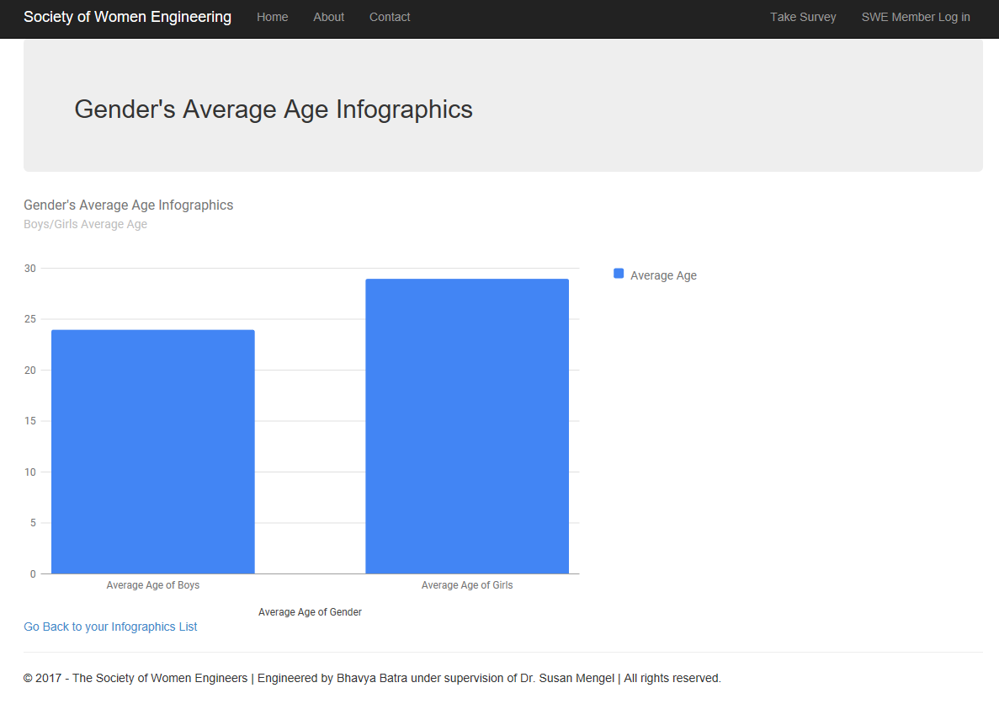 Society of Women Engineering Home About Contact Take Survey SWE Member Log in
Gender's Average Age Infographics
Gender's Average Age Infographics
Boys/Girls Average Age
30
Average Age
25
20
15
10
5
0
Average Age of Boys Average Age of Girls
Average Age of Gender
Go Back to your Infographics List
© 2017 - The Society of Women Engineers | Engineered by Bhavya Batra under supervision of Dr. Susan Mengel | All rights reserved.